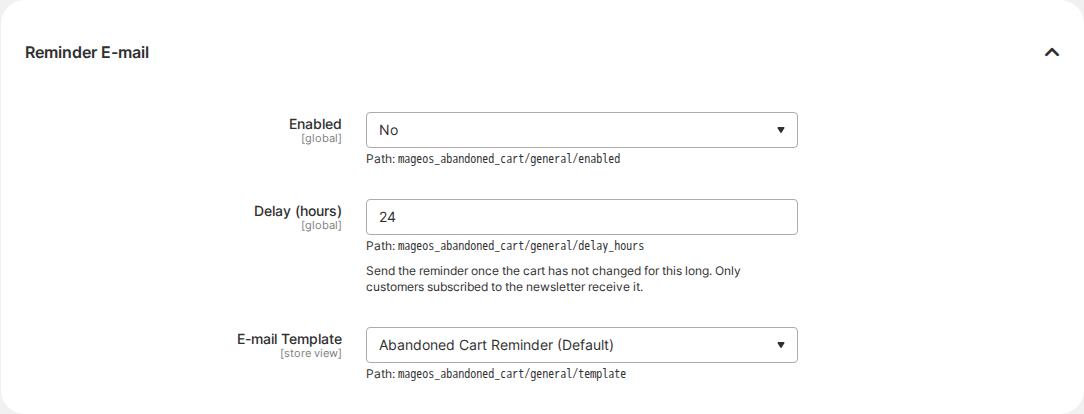 Reminder E-mail
Enabled
[global]
No
Path: mageos_abandoned_cart/general/enabled
Delay (hours)
[global]
24
Path: mageos_abandoned_cart/general/delay_hours
Send the reminder once the cart has not changed for this long. Only
customers subscribed to the newsletter receive it.
E-mail Template
[store view]
Abandoned Cart Reminder (Default)
Path: mageos_abandoned_cart/general/template